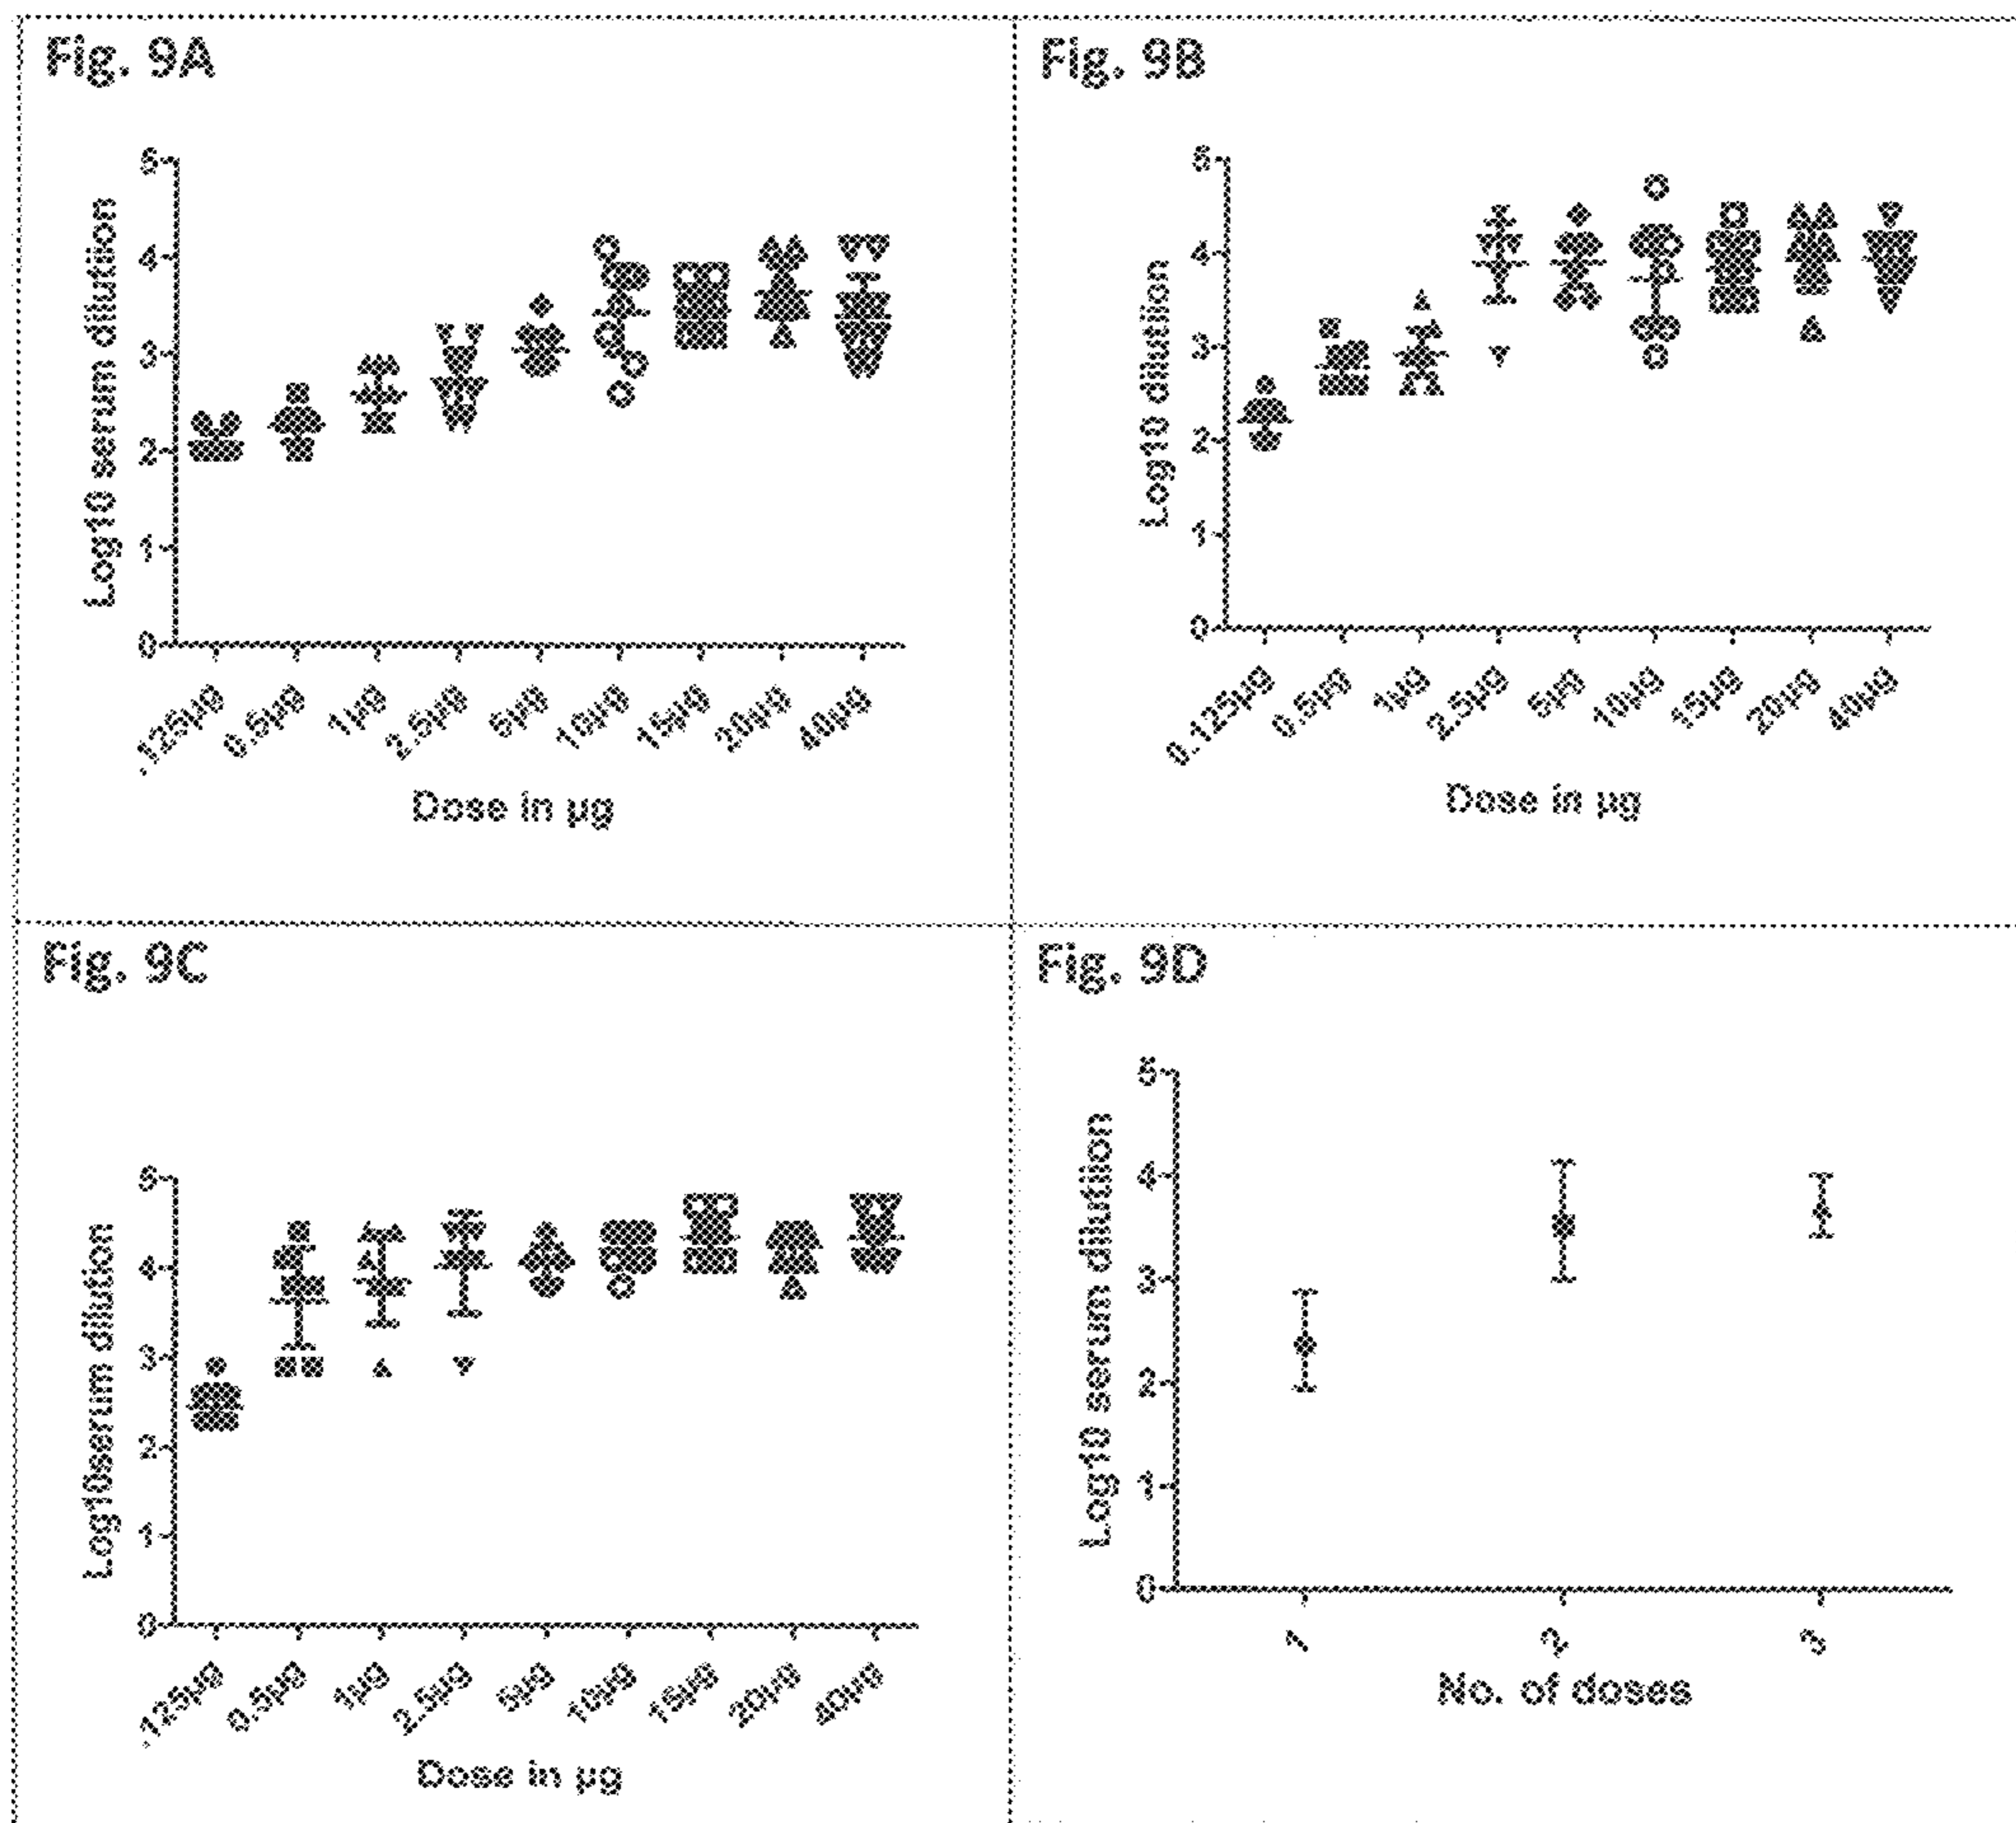 Fig. 9A
5
4
3
2
1
0
Log10 serum dilution
.125µg
0.5µg
1µg
2.5µg
5µg
10µg
15µg
20µg
40µg
Dose in µg
Fig. 9B
5
4
3
2
1
0
Log10 dilution
0.125µg
0.5µg
1µg
2.5µg
5µg
10µg
15µg
20µg
40µg
Dose in µg
Fig. 9C
5
4
3
2
1
0
Log10serum dilution
.125µg
0.5µg
1µg
2.5µg
5µg
10µg
15µg
20µg
40µg
Dose in µg
Fig. 9D
5
4
3
2
1
0
Log10 serum dilution
1
2
3
No. of doses